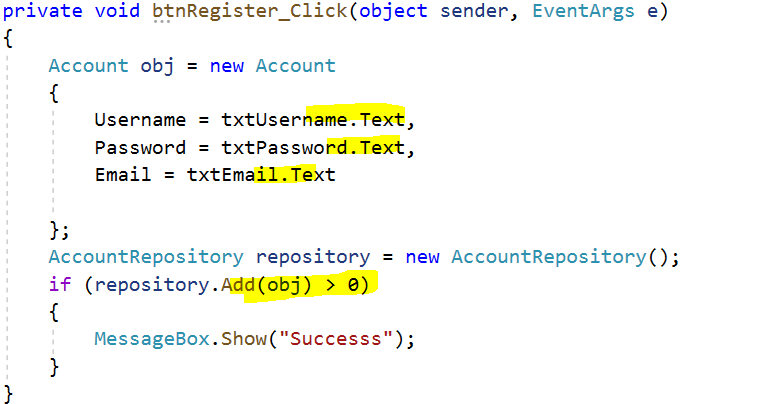 private void btnRegister_Click(object sender, EventArgs e)
{
    Account obj = new Account
    {
        Username = txtUsername.Text,
        Password = txtPassword.Text,
        Email = txtEmail.Text
    };
    AccountRepository repository = new AccountRepository();
    if (repository.Add(obj) > 0)
    {
        MessageBox.Show("Successs");
    }
}